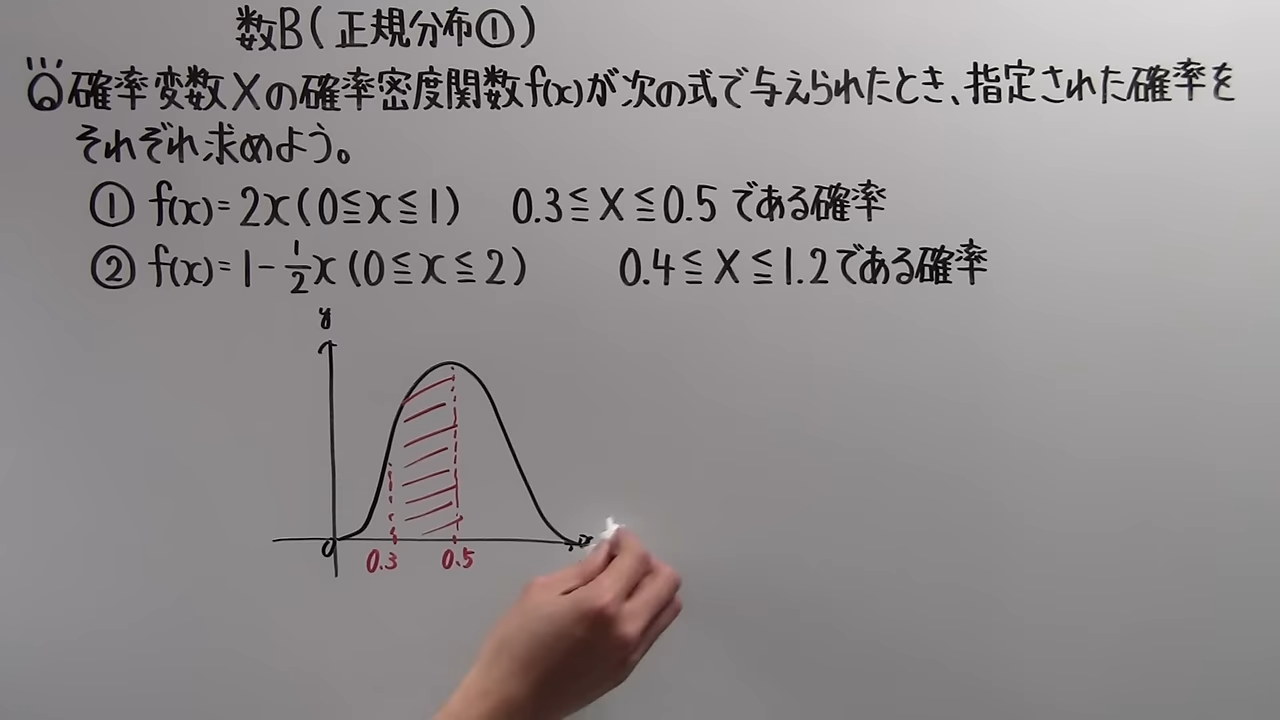 数B(正規分布①)
Q 確率変数Xの確率密度関数f(x)が次の式で与えられたとき、指定された確率を
それぞれ求めよう。
① f(x)=2x(0≦x≦1) 0.3≦X≦0.5である確率
② f(x)=1-1/2x(0≦x≦2) 0.4≦X≦1.2である確率
y
0 0.3 0.5